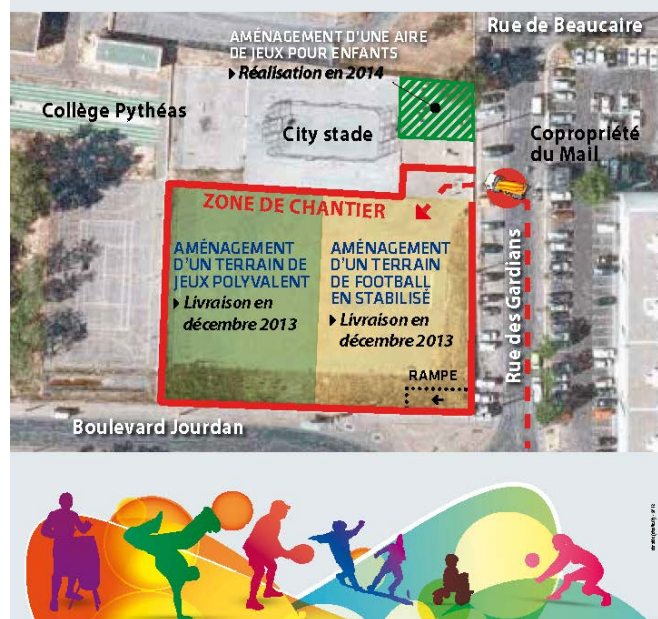 Rue de Beaucaire
AMÉNAGEMENT D'UNE AIRE
DE JEUX POUR ENFANTS
Réalisation en 2014
Collège Pythéas
City stade
Copropriété
du Mail
ZONE DE CHANTIER
AMÉNAGEMENT
D'UN TERRAIN DE
JEUX POLYVALENT
Livraison en
décembre 2013
AMÉNAGEMENT
D'UN TERRAIN
DE FOOTBALL
EN STABILISÉ
Livraison en
décembre 2013
Rue des Gardians
RAMPE
Boulevard Jourdan